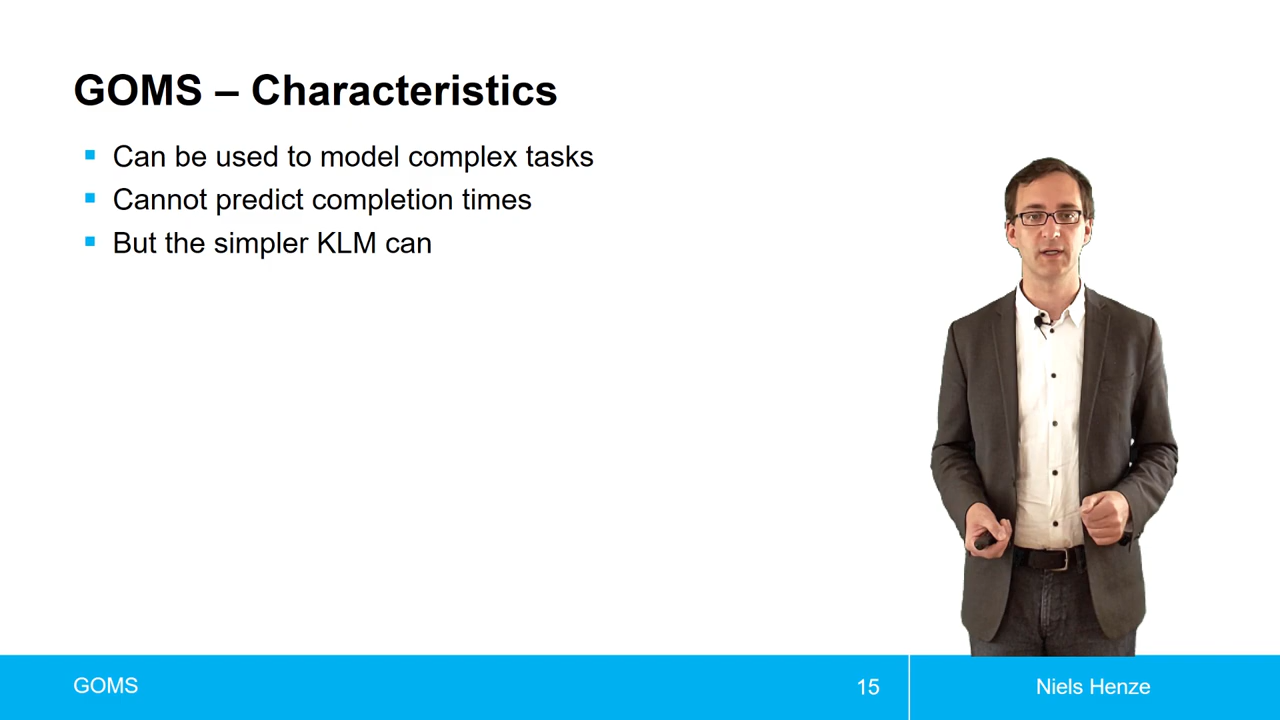 GOMS – Characteristics
Can be used to model complex tasks
Cannot predict completion times
But the simpler KLM can
GOMS
15
Niels Henze